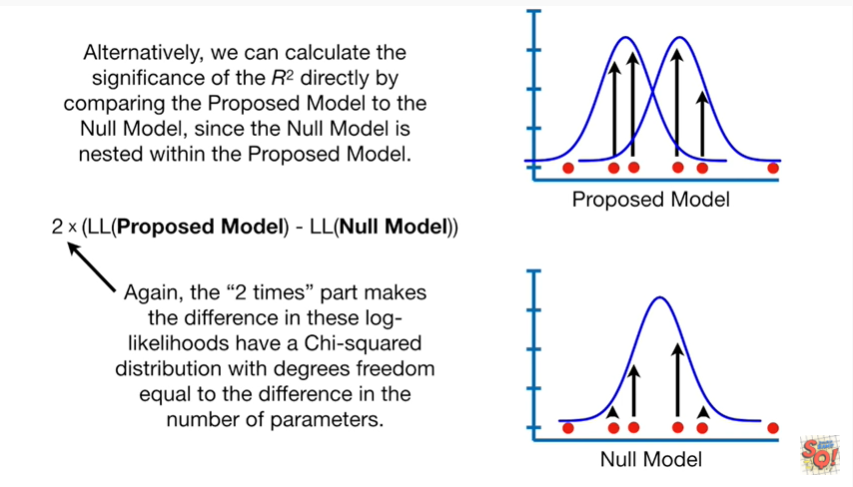 Alternatively, we can calculate the
significance of the R² directly by
comparing the Proposed Model to the
Null Model, since the Null Model is
nested within the Proposed Model.
2 x (LL(Proposed Model) - LL(Null Model))
Again, the “2 times” part makes
the difference in these log-
likelihoods have a Chi-squared
distribution with degrees freedom
equal to the difference in the
number of parameters.
Proposed Model
Null Model
SQ!